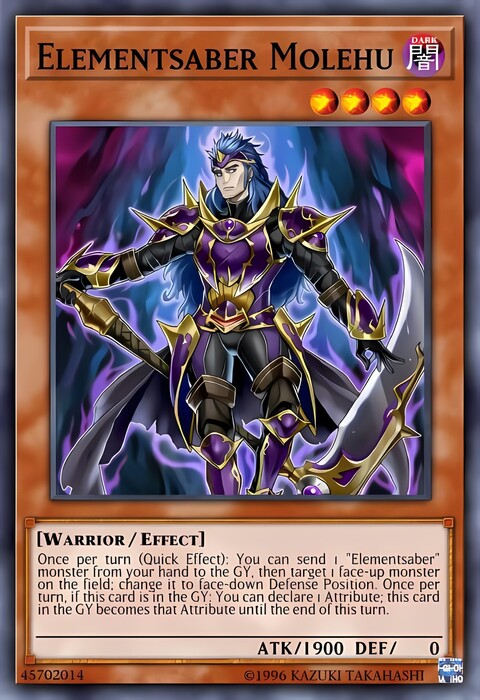 Elementsaber Molehu
DARK
闇
[Warrior / Effect]
Once per turn (Quick Effect): You can send 1 "Elementsaber"
monster from your hand to the GY, then target 1 face-up monster
on the field; change it to face-down Defense Position. Once per
turn, if this card is in the GY: You can declare 1 Attribute; this card
in the GY becomes that Attribute until the end of this turn.
ATK/1900 DEF/ 0
45702014 ©1996 KAZUKI TAKAHASHI